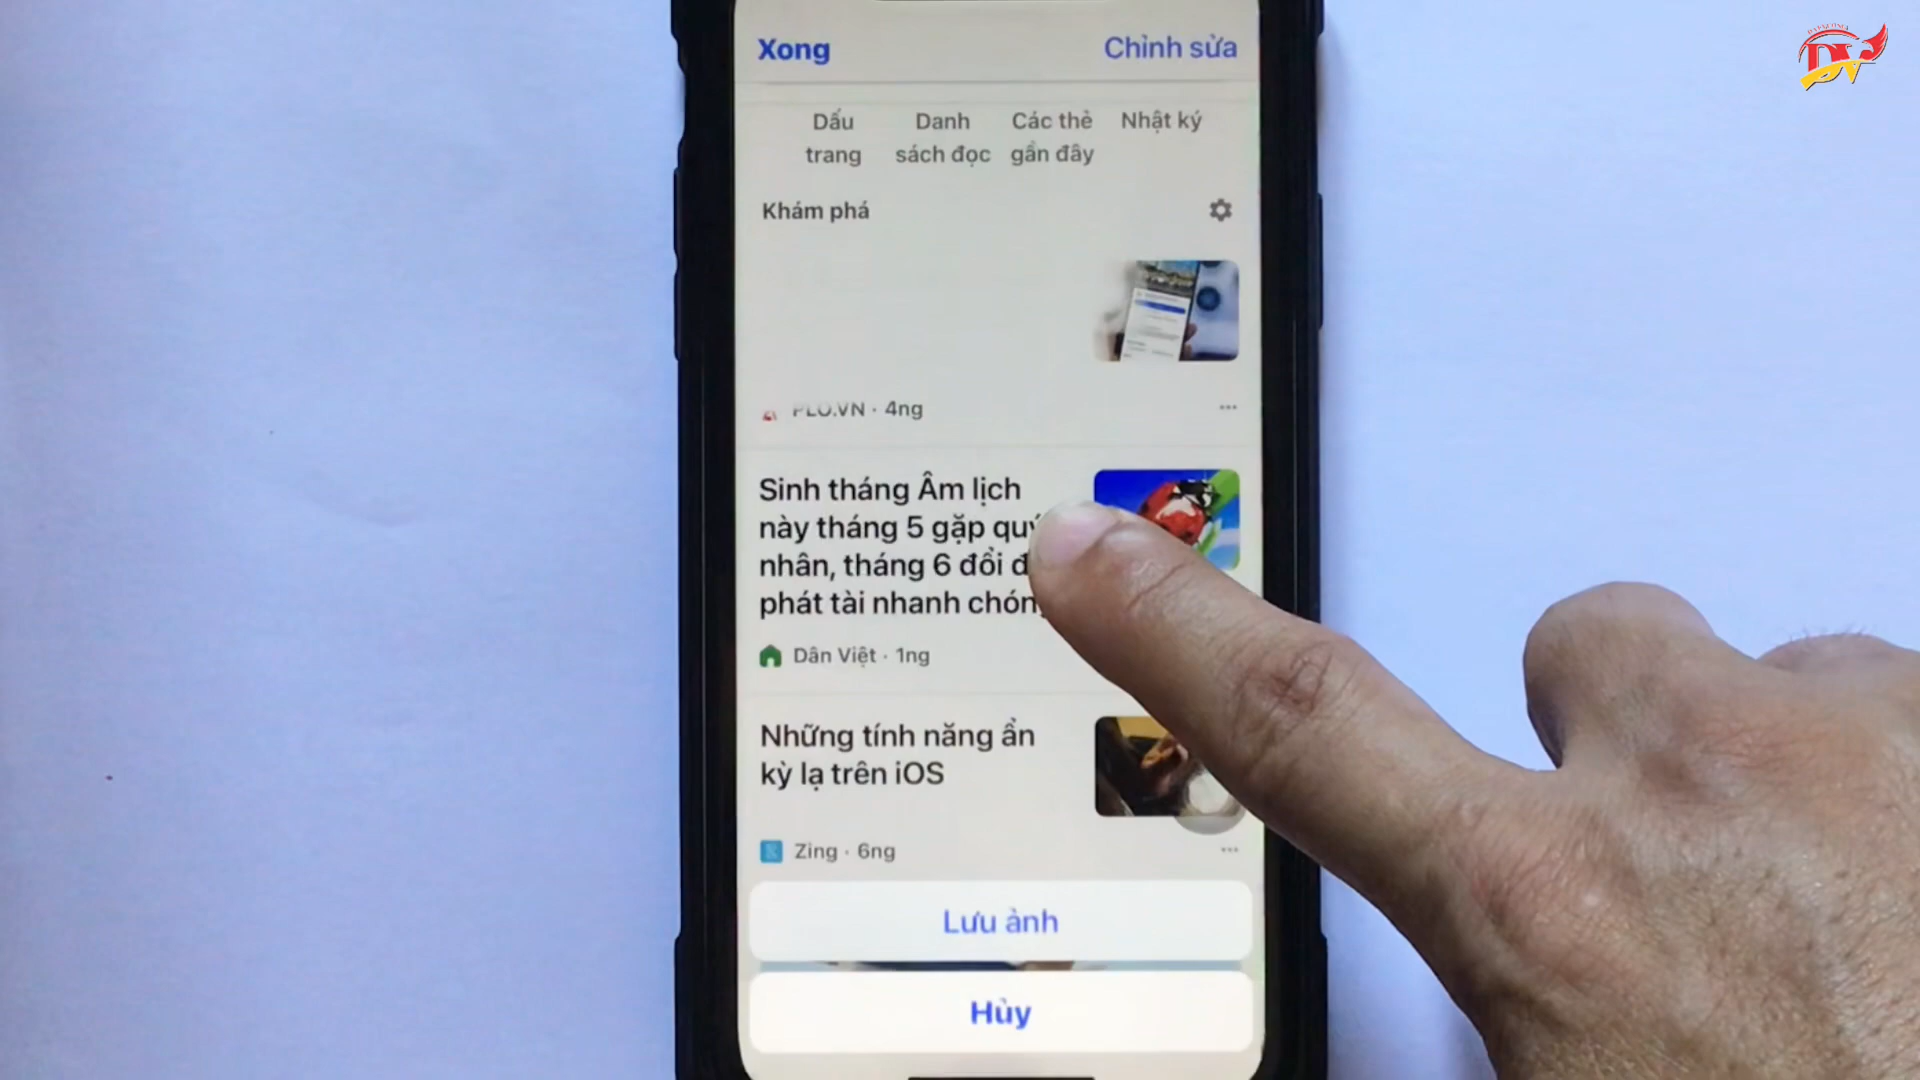 DV
Xong
Chỉnh sửa
Dấu trang
Danh sách đọc
Các thẻ gần đây
Nhật ký
Khám phá
PLO.VN · 4ng
Sinh tháng Âm lịch
này tháng 5 gặp quý
nhân, tháng 6 đổi
phát tài nhanh
Dân Việt · 1ng
Những tính năng ẩn
kỳ lạ trên iOS
Zing · 6ng
Lưu ảnh
Hủy